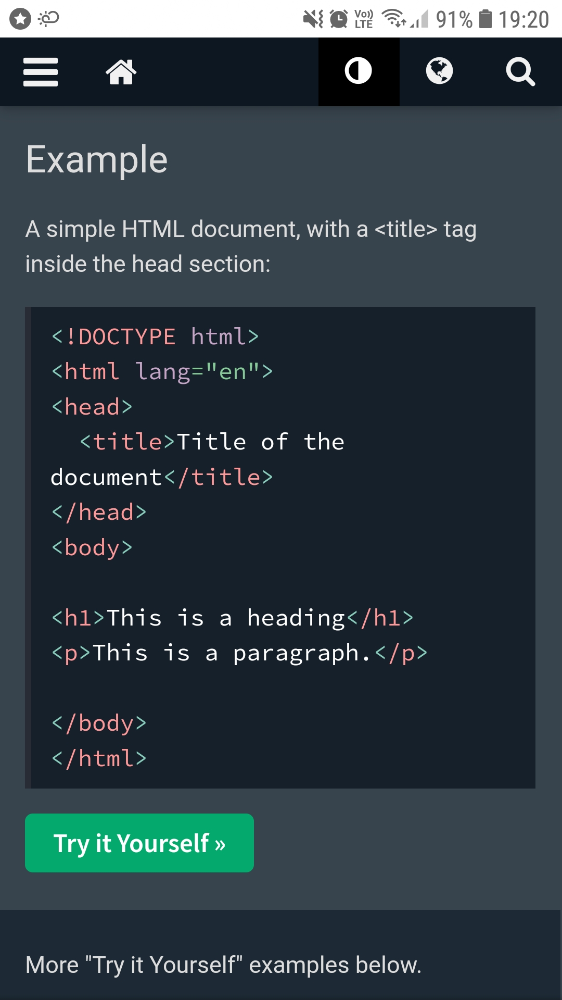 Vo)) LTE 91% 19:20
Example
A simple HTML document, with a <title> tag
inside the head section:
<!DOCTYPE html>
<html lang="en">
<head>
  <title>Title of the
document</title>
</head>
<body>

<h1>This is a heading</h1>
<p>This is a paragraph.</p>

</body>
</html>
Try it Yourself »
More "Try it Yourself" examples below.